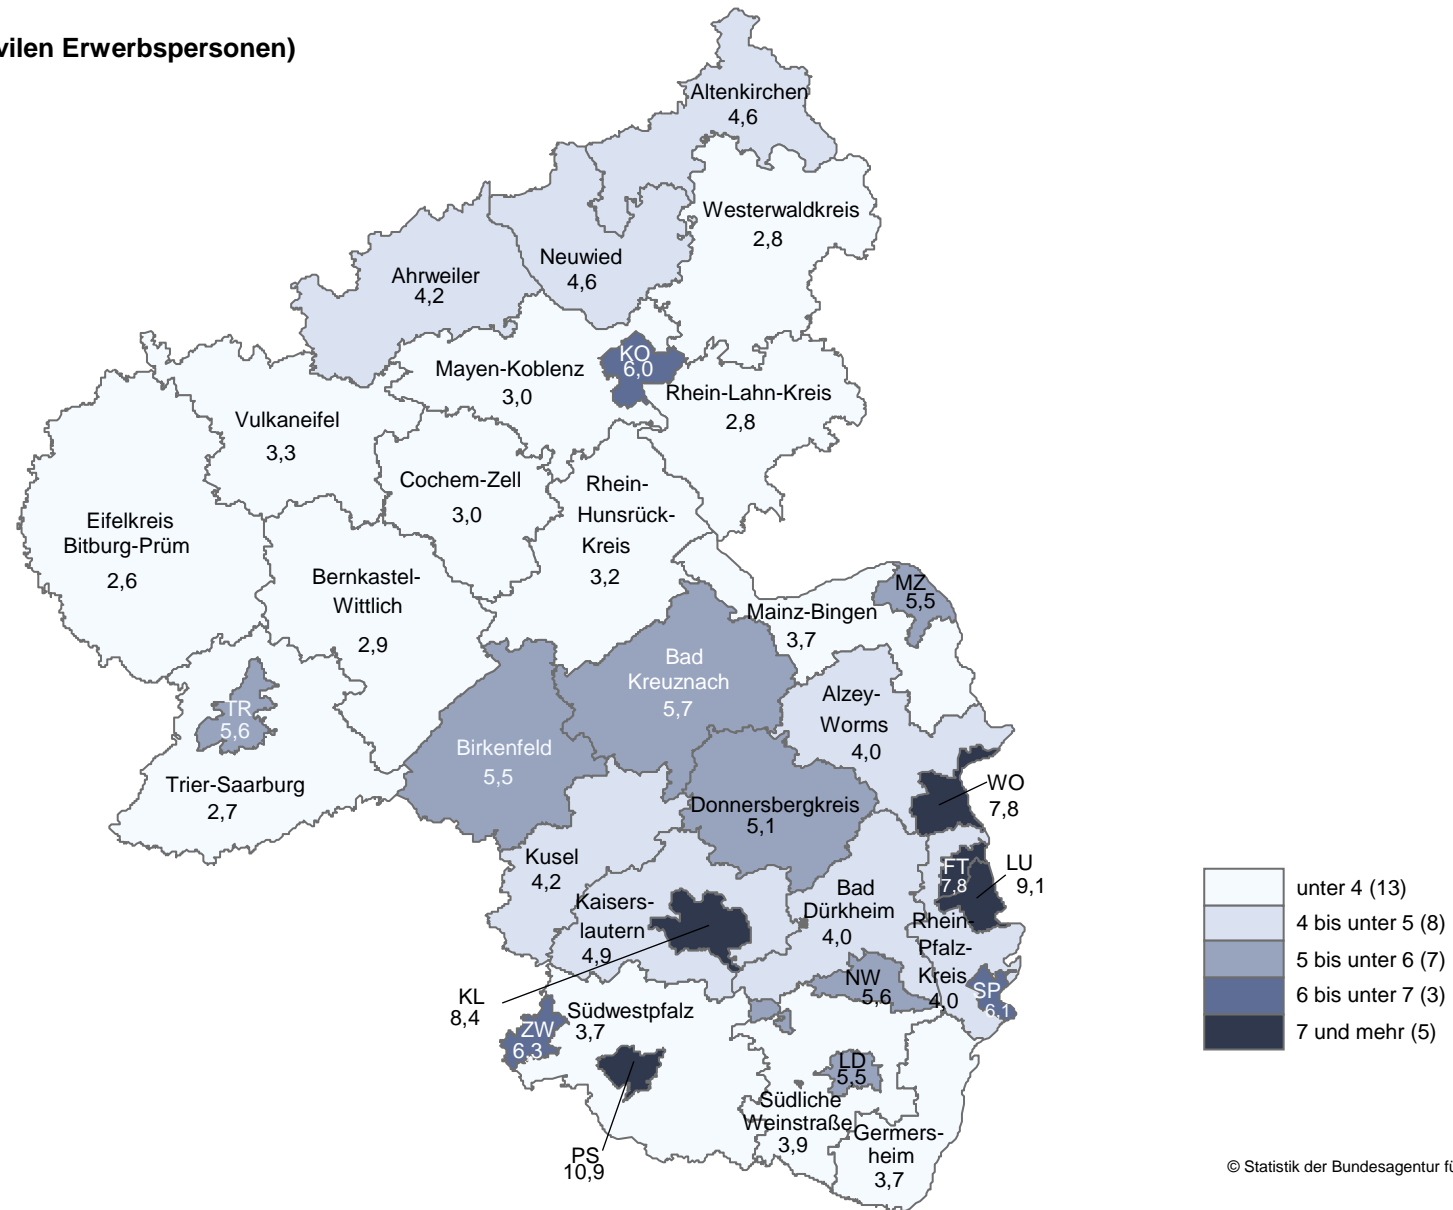 vilen Erwerbspersonen)
Altenkirchen
4,6
Westerwaldkreis
2,8
Neuwied
4,6
Ahrweiler
4,2
KO
6,0
Mayen-Koblenz
3,0
Rhein-Lahn-Kreis
2,8
Vulkaneifel
3,3
Cochem-Zell
3,0
Rhein-
Hunsrück-
Kreis
3,2
Eifelkreis
Bitburg-Prüm
2,6
Bernkastel-
Wittlich
2,9
MZ
5,5
Mainz-Bingen
3,7
Bad
Kreuznach
5,7
Alzey-
Worms
4,0
TR
5,6
Birkenfeld
5,5
Trier-Saarburg
2,7
Donnersbergkreis
5,1
WO
7,8
Kusel
4,2
FT
7,8
LU
9,1
Kaisers-
lautern
4,9
Bad
Dürkheim
4,0
Rhein-
Pfalz-
Kreis
4,0
NW
5,6
SP
6,1
KL
8,4
Südwestpfalz
3,7
ZW
6,3
LD
5,5
Südliche
Weinstraße
3,9
Germers-
heim
3,7
PS
10,9
unter 4 (13)
4 bis unter 5 (8)
5 bis unter 6 (7)
6 bis unter 7 (3)
7 und mehr (5)
© Statistik der Bundesagentur fü